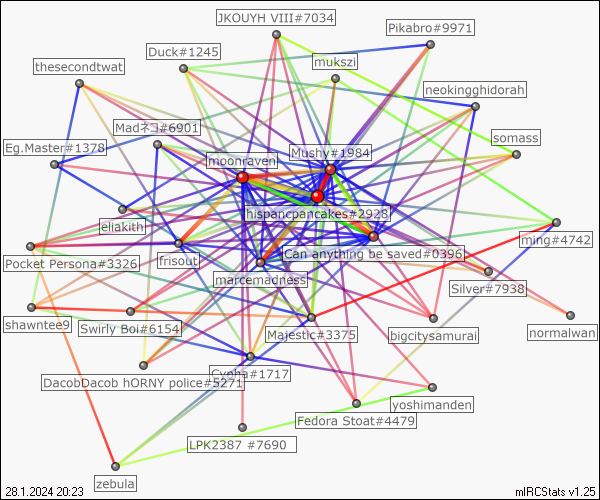 JKOUYH VIII#7034
Pikabro#9971
Duck#1245
mukszi
thesecondtwat
neokingghidorah
MadネコI#6901
somass
Eg.Master#1378
Mushy#1984
moonraven
hispancpancakes#2928
eliakith
ming#4742
Can anything be saved#0396
Pocket Persona#3326
frisout
marcemadness
Silver#7938
shawntee9
Swirly Boi#6154
Majestic#3375
bigcitysamurai
normalwan
Cypha#1717
DacobDacob hORNY police#5271
yoshimanden
Fedora Stoat#4479
LPK2387 #7690
zebula
28.1.2024 20:23
mIRCStats v1.25